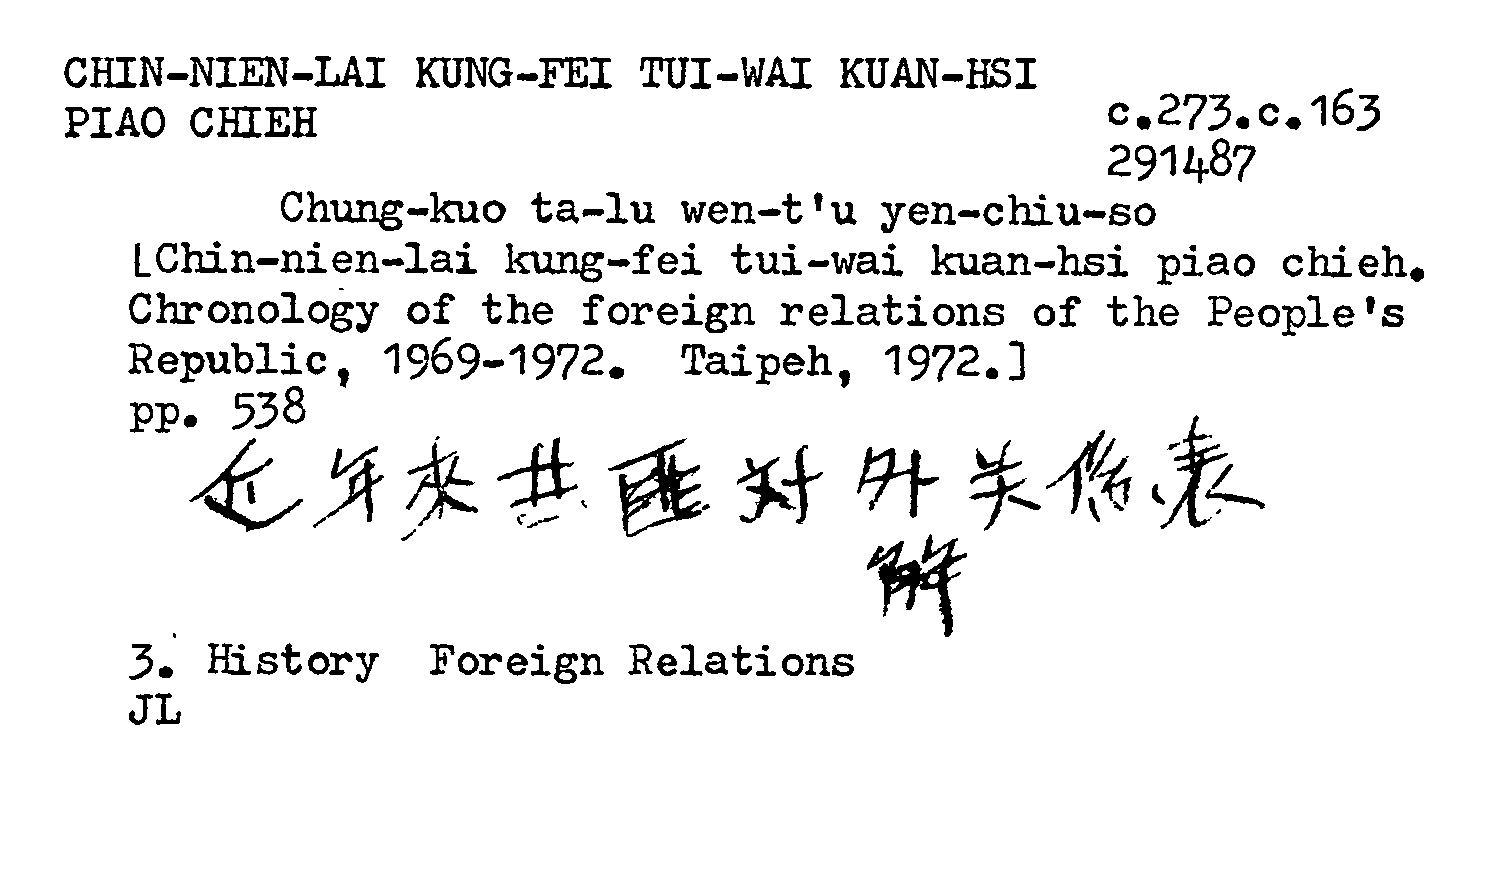 CHIN-NIEN-LAI KUNG-FEI TUI-WAI KUAN-HSI
PIAO CHIEH
c.273.c.163
291487
Chung-kuo ta-lu wen-t'u yen-chiu-so
[Chin-nien-lai kung-fei tui-wai kuan-hsi piao chieh.
Chronology of the foreign relations of the People's
Republic, 1969-1972. Taipeh, 1972.]
pp. 538
近年來共匪对外关係表
解
3. History Foreign Relations
JL